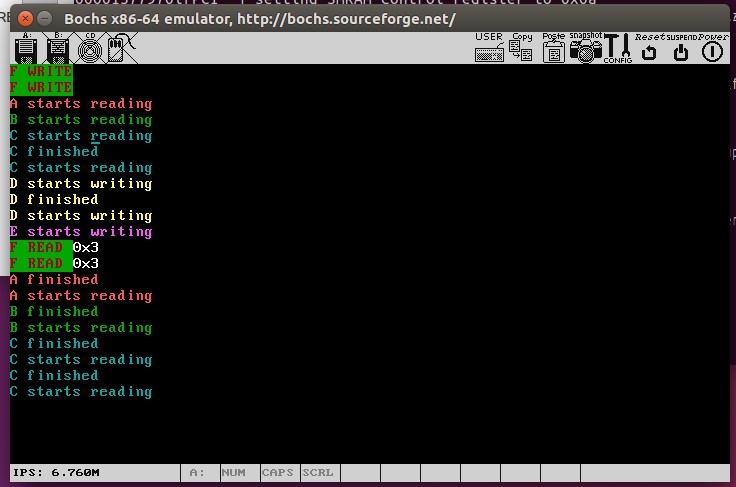 Bochs x86-64 emulator, http://bochs.sourceforge.net/
A: B: CD USER Copy Paste Snapshot CONFIG Reset SUSPEND Power
F WRITE
F WRITE
A starts reading
B starts reading
C starts reading
C finished
C starts reading
D starts writing
D finished
D starts writing
E starts writing
F READ 0x3
F READ 0x3
A finished
A starts reading
B finished
B starts reading
C finished
C starts reading
C finished
C starts reading
IPS: 6.760M A: NUM CAPS SCRL